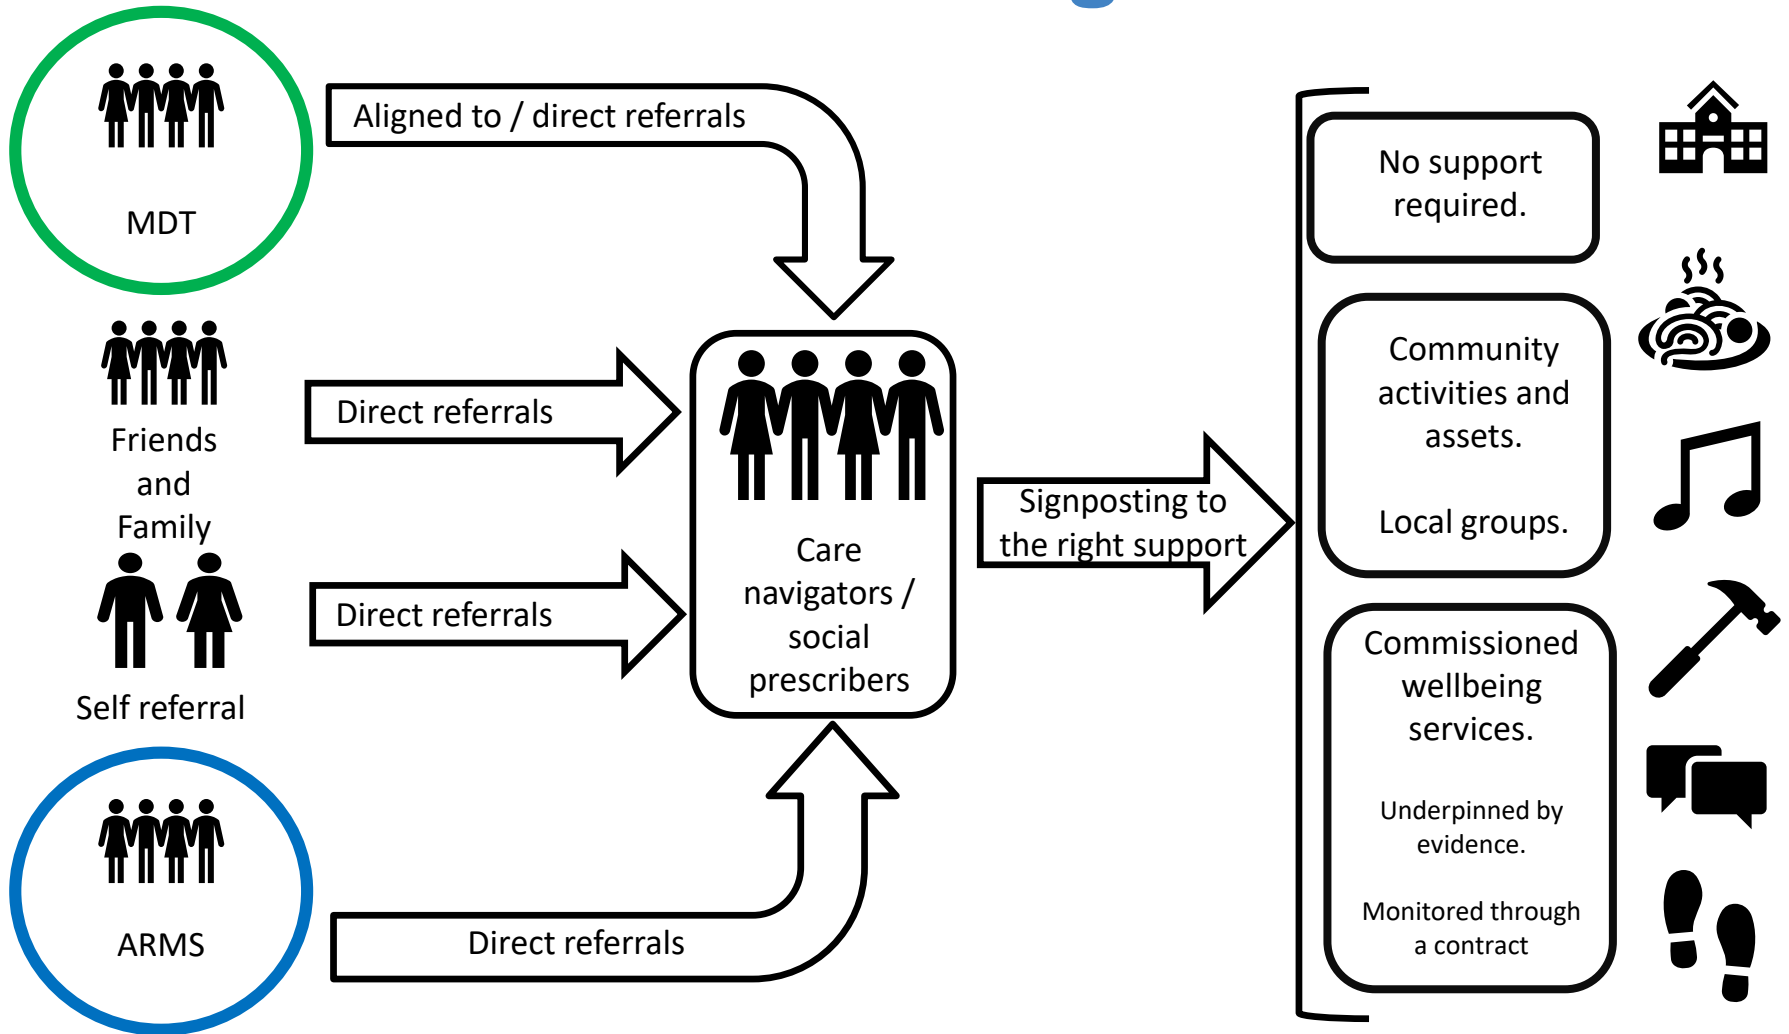 g
MDT
Aligned to / direct referrals
Friends
and
Family
Direct referrals
Self referral
Direct referrals
ARMS
Direct referrals
Care
navigators /
social
prescribers
Signposting to
the right support
No support
required.
Community
activities and
assets.
Local groups.
Commissioned
wellbeing
services.
Underpinned by
evidence.
Monitored through
a contract